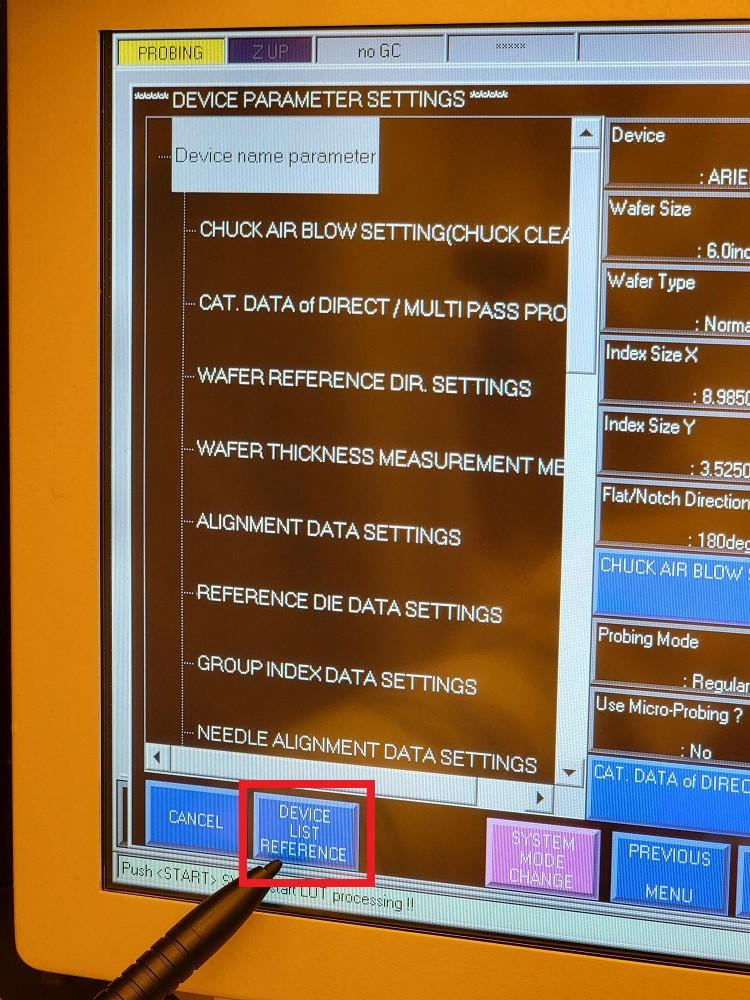 PROBING
Z UP
no GC
*****
***** DEVICE PARAMETER SETTINGS *****
Device name parameter
CHUCK AIR BLOW SETTING(CHUCK CLEA
CAT. DATA of DIRECT / MULTI PASS PRO
WAFER REFERENCE DIR. SETTINGS
WAFER THICKNESS MEASUREMENT ME
ALIGNMENT DATA SETTINGS
REFERENCE DIE DATA SETTINGS
GROUP INDEX DATA SETTINGS
NEEDLE ALIGNMENT DATA SETTINGS
Device
: ARIE
Wafer Size
: 6.0inc
Wafer Type
: Norma
Index Size X
: 8.9850
Index Size Y
: 3.5250
Flat/Notch Direction
: 180deg
CHUCK AIR BLOW
Probing Mode
: Regular
Use Micro-Probing ?
: No
CAT. DATA of DIREC
CANCEL
DEVICE
LIST
REFERENCE
SYSTEM
MODE
CHANGE
PREVIOUS
MENU
Push <START> start LOT processing !!